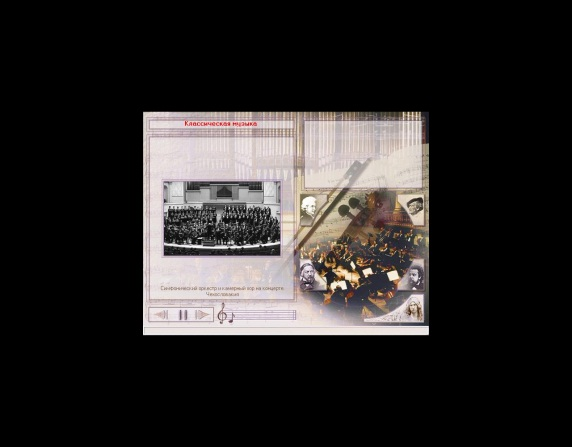 Классическая музыка
Симфонический оркестр и камерный хор на концерте